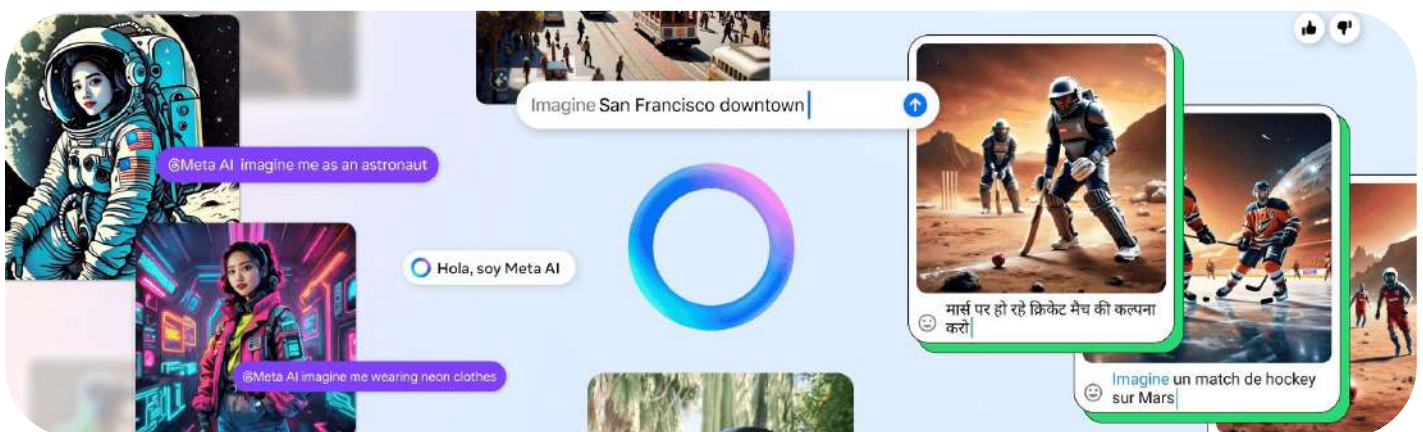 @Meta AI imagine me as an astronaut
@Meta AI imagine me wearing neon clothes
Hola, soy Meta AI
Imagine San Francisco downtown
मार्स पर हो रहे क्रिकेट मैच की कल्पना
करो
Imagine un match de hockey
sur Mars